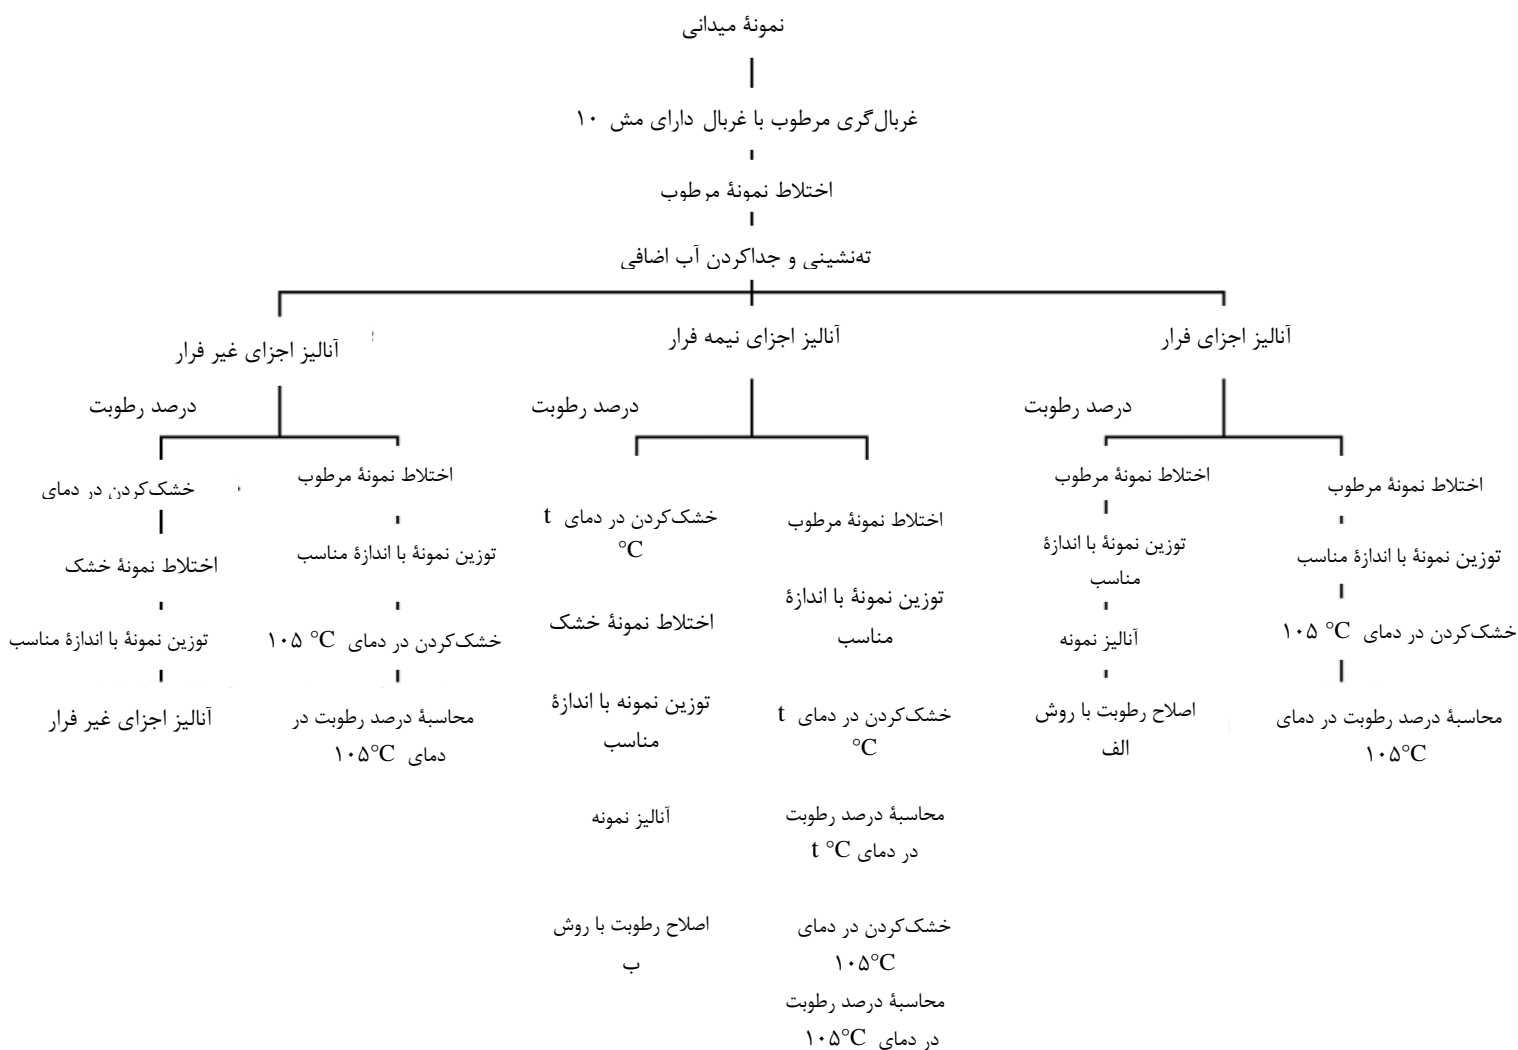 نمونهٔ میدانی
غربال‌گری مرطوب با غربال دارای مش ۱۰
اختلاط نمونهٔ مرطوب
ته‌نشینی و جداکردن آب اضافی
آنالیز اجزای فرار
درصد رطوبت
اختلاط نمونهٔ مرطوب
توزین نمونهٔ با اندازهٔ مناسب
خشک‌کردن در دمای ۱۰۵ °C
محاسبهٔ درصد رطوبت در دمای
۱۰۵°C
اختلاط نمونهٔ مرطوب
توزین نمونهٔ با اندازهٔ
مناسب
آنالیز نمونه
اصلاح رطوبت با روش
الف
آنالیز اجزای نیمه فرار
درصد رطوبت
اختلاط نمونهٔ مرطوب
توزین نمونهٔ با اندازهٔ
مناسب
خشک‌کردن در دمای t
°C
محاسبهٔ درصد رطوبت
در دمای t °C
خشک‌کردن در دمای
۱۰۵°C
محاسبهٔ درصد رطوبت
در دمای ۱۰۵°C
خشک‌کردن در دمای t
°C
اختلاط نمونهٔ خشک
توزین نمونه با اندازهٔ
مناسب
آنالیز نمونه
اصلاح رطوبت با روش
ب
آنالیز اجزای غیر فرار
درصد رطوبت
اختلاط نمونهٔ مرطوب
توزین نمونهٔ با اندازهٔ مناسب
خشک‌کردن در دمای ۱۰۵ °C
محاسبهٔ درصد رطوبت در
دمای ۱۰۵°C
خشک‌کردن در دمای
اختلاط نمونهٔ خشک
توزین نمونهٔ با اندازهٔ مناسب
آنالیز اجزای غیر فرار